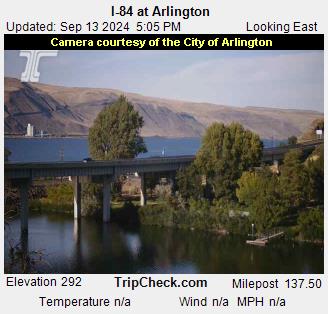 I-84 at Arlington
Updated: Sep 13 2024 5:05 PM Looking East
Camera courtesy of the City of Arlington
Elevation 292 TripCheck.com Milepost 137.50
Temperature n/a Wind n/a MPH n/a